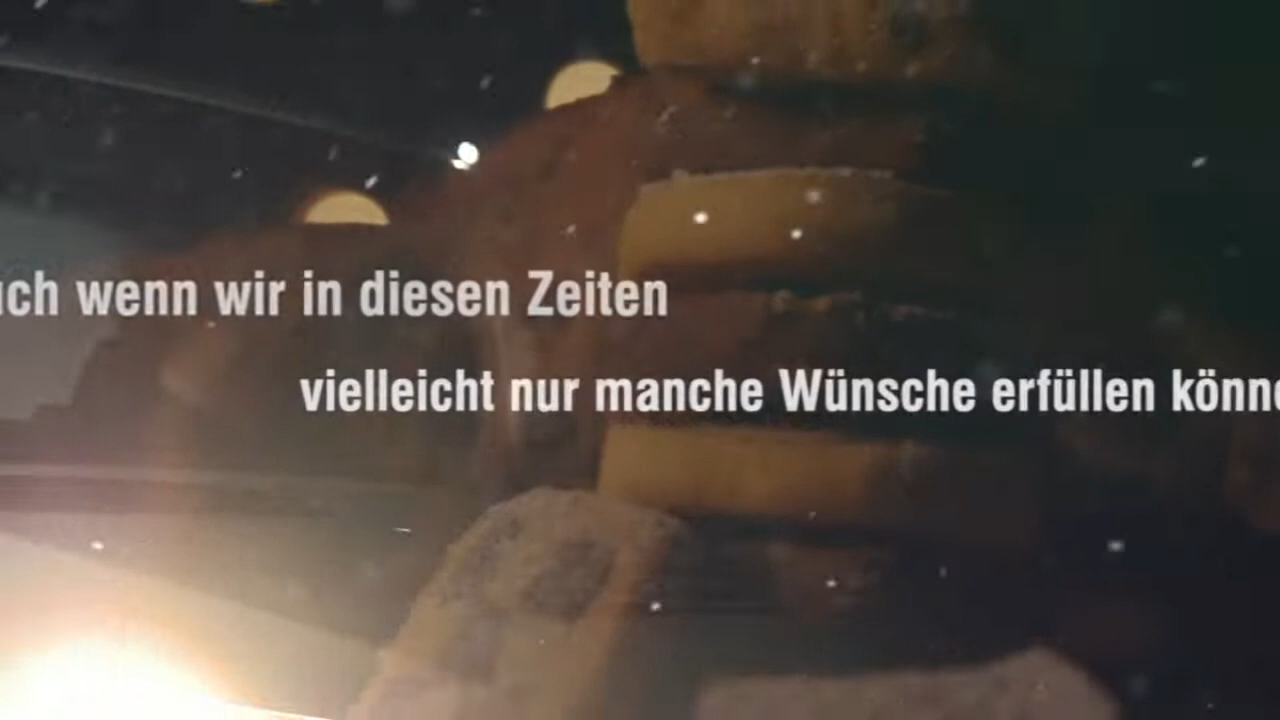 uch wenn wir in diesen Zeiten
vielleicht nur manche Wünsche erfüllen könne